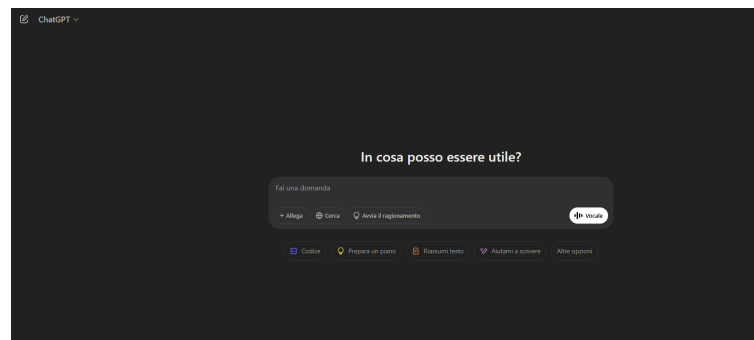 ChatGPT
In cosa posso essere utile?
Fai una domanda
+ Allega Cerca Avvia il ragionamento Vocale
Codice Prepara un piano Riassumi testo Aiutami a scrivere Altre opzioni